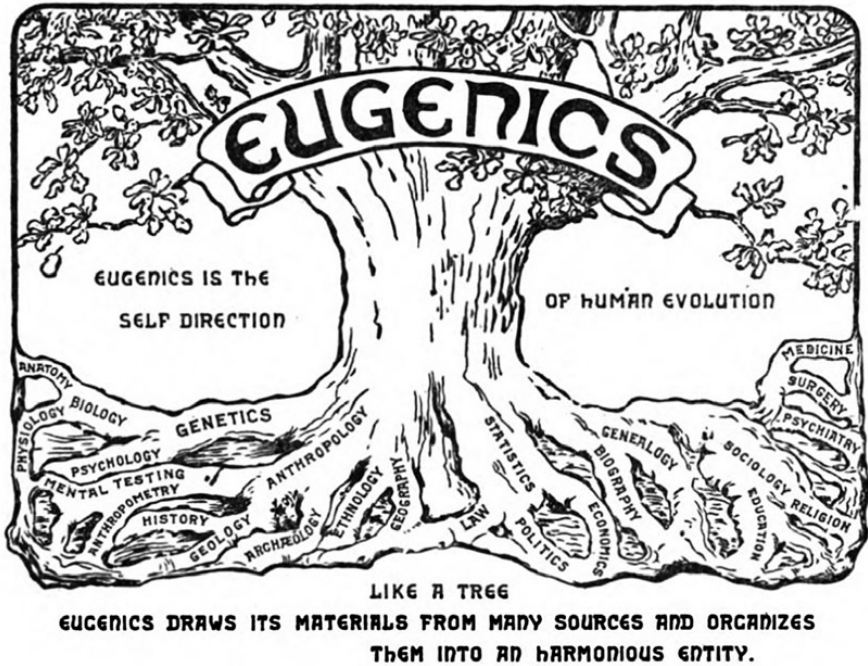 EUGENICS
EUGENICS IS THE
SELF DIRECTION
OF HUMAN EVOLUTION
ANATOMY
PHYSIOLOGY
BIOLOGY
GENETICS
PSYCHOLOGY
MENTAL TESTING
ANTHROPOMETRY
HISTORY
GEOLOGY
ANTHROPOLOGY
ARCHÆOLOGY
ETHNOLOGY
GEOGRAPHY
LAW
STATISTICS
POLITICS
ECONOMICS
BIOGRAPHY
GENEALOGY
EDUCATION
SOCIOLOGY
RELIGION
PSYCHIATRY
SURGERY
MEDICINE
LIKE A TREE
EUGENICS DRAWS ITS MATERIALS FROM MANY SOURCES AND ORGANIZES
THEM INTO AN HARMONIOUS ENTITY.